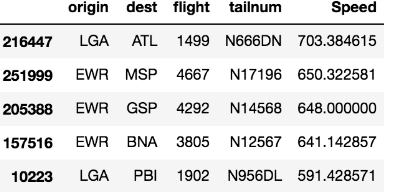 origin dest flight tailnum Speed
216447 LGA ATL 1499 N666DN 703.384615
251999 EWR MSP 4667 N17196 650.322581
205388 EWR GSP 4292 N14568 648.000000
157516 EWR BNA 3805 N12567 641.142857
10223 LGA PBI 1902 N956DL 591.428571